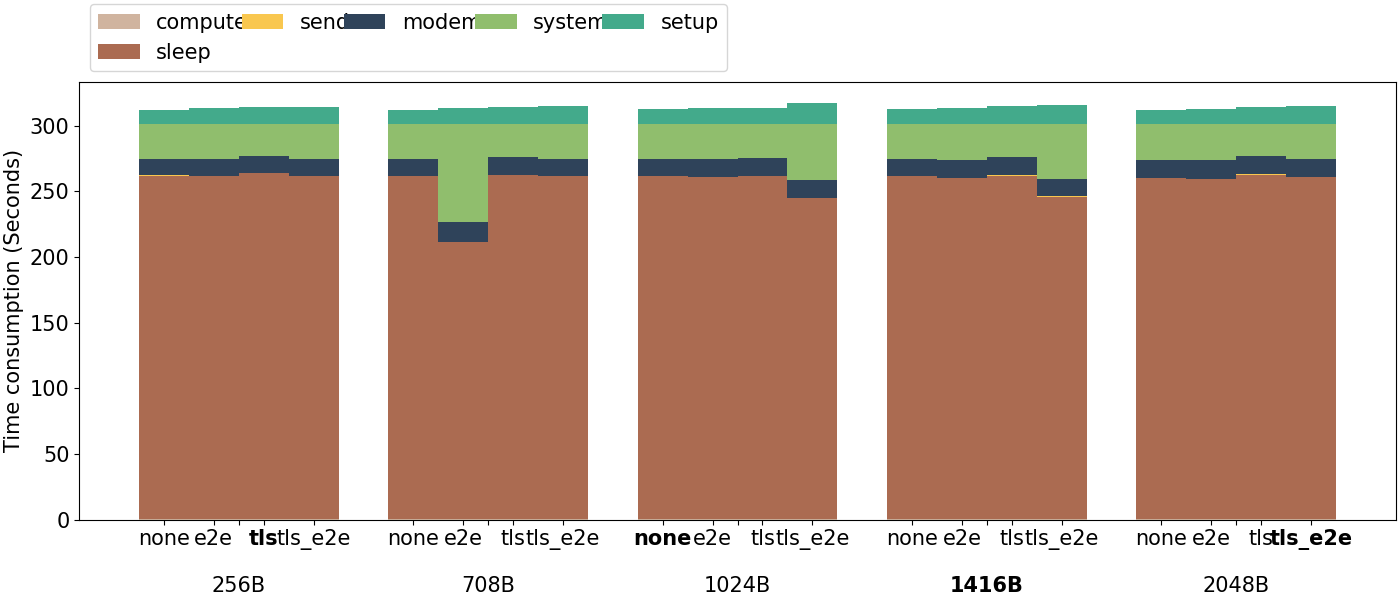 compute send modem system setup
sleep
Time consumption (Seconds)
300
250
200
150
100
50
0
none e2e tls tls_e2e none e2e tls tls_e2e none e2e tls tls_e2e none e2e tls tls_e2e none e2e tls tls_e2e
256B 708B 1024B 1416B 2048B